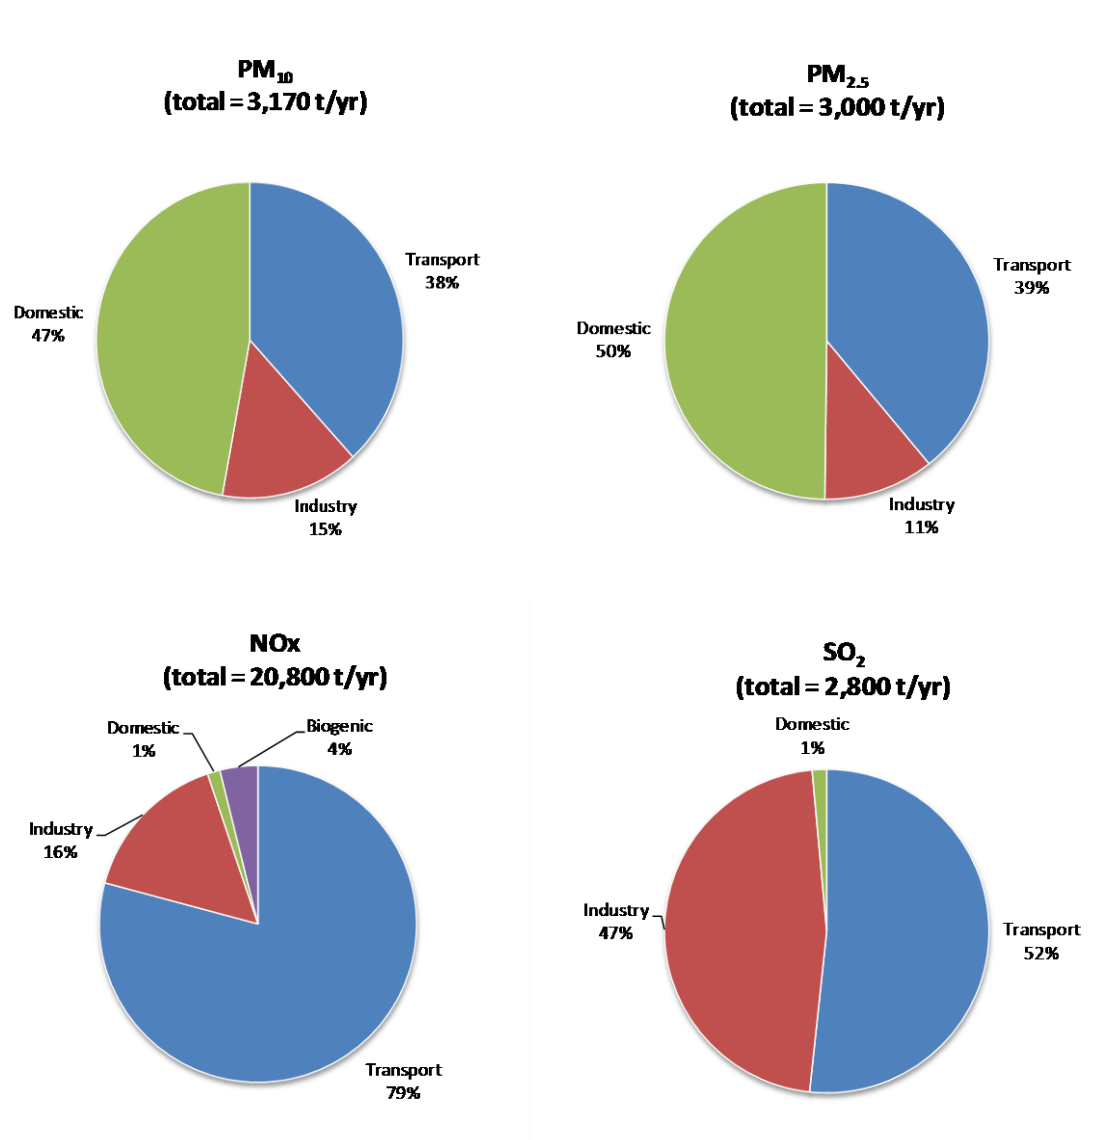 PM10
(total = 3,170 t/yr)
Transport
38%
Domestic
47%
Industry
15%
PM2.5
(total = 3,000 t/yr)
Transport
39%
Domestic
50%
Industry
11%
NOx
(total = 20,800 t/yr)
Domestic
1%
Biogenic
4%
Industry
16%
Transport
79%
SO2
(total = 2,800 t/yr)
Domestic
1%
Industry
47%
Transport
52%